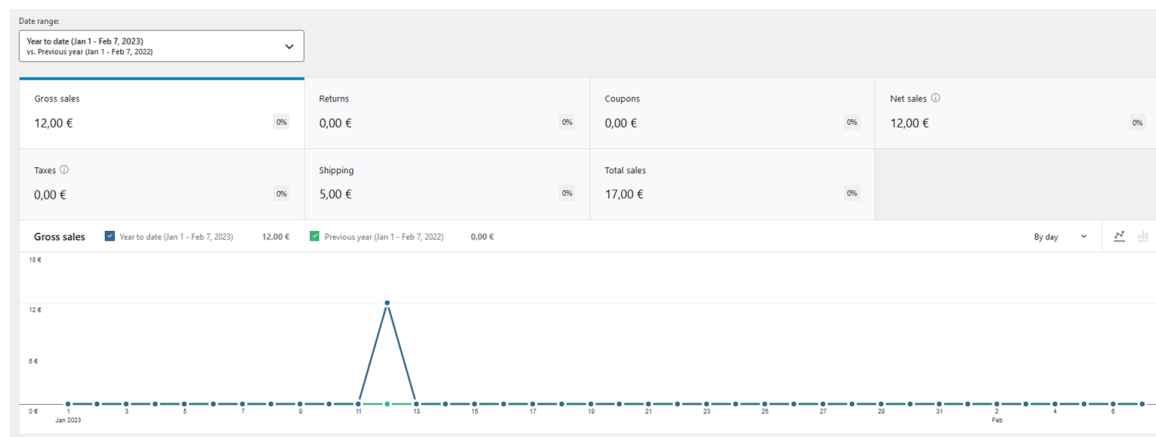 Date range:
Year to date (Jan 1 - Feb 7, 2023)
vs. Previous year (Jan 1 - Feb 7, 2022)
Gross sales
12,00 €
0%
Returns
0,00 €
0%
Coupons
0,00 €
0%
Net sales
12,00 €
0%
Taxes
0,00 €
0%
Shipping
5,00 €
0%
Total sales
17,00 €
0%
Gross sales
Year to date (Jan 1 - Feb 7, 2023) 12,00 €
Previous year (Jan 1 - Feb 7, 2022) 0,00 €
By day
18 €
12 €
6 €
0 €
1 3 5 7 9 11 13 15 17 19 21 23 25 27 29 31 2 4 6
Jan 2023 Feb